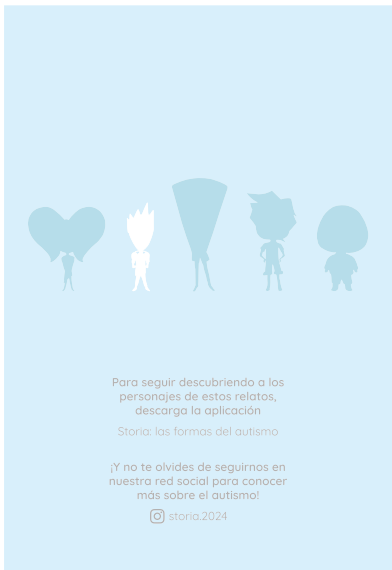 Para seguir descubriendo a los
personajes de estos relatos,
descarga la aplicación
Storia: las formas del autismo
¡Y no te olvides de seguirnos en
nuestra red social para conocer
más sobre el autismo!
storia.2024